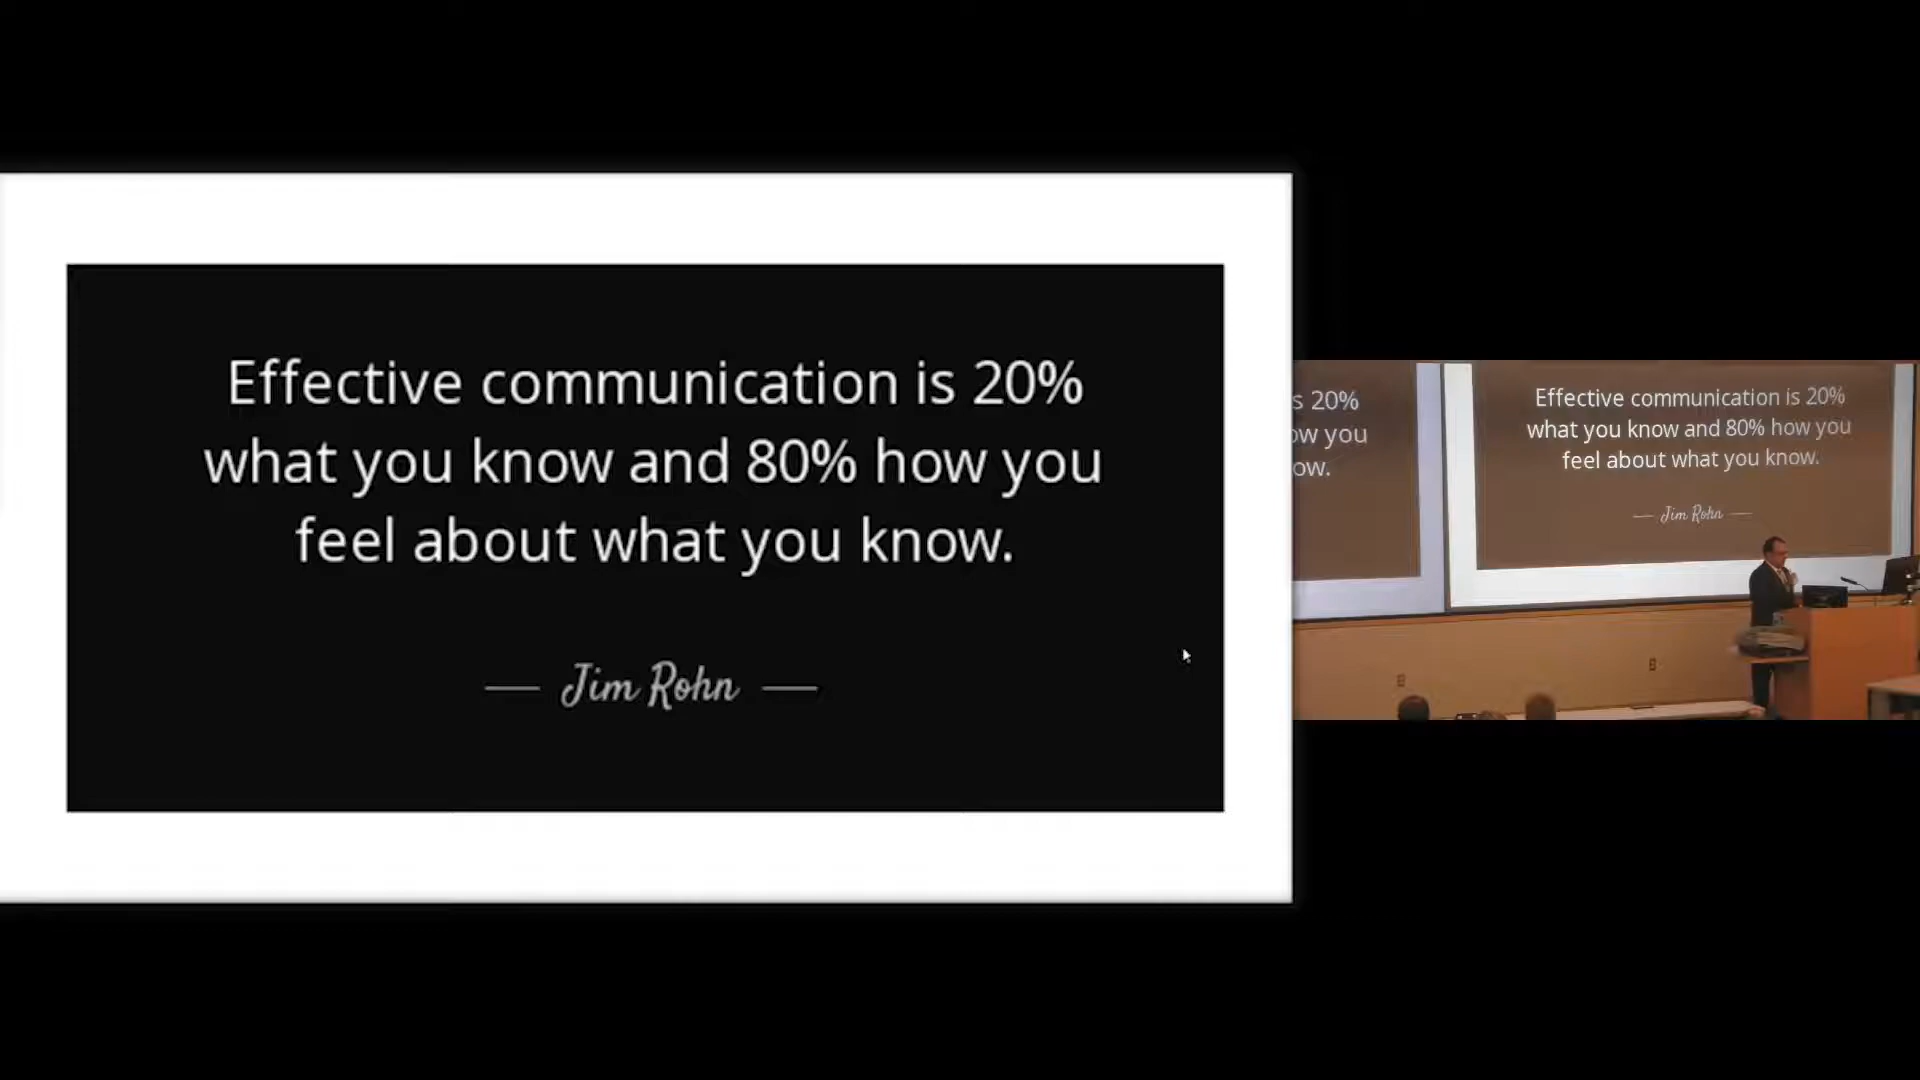 Effective communication is 20%
what you know and 80% how you
feel about what you know.
Jim Rohn
s 20%
ow you
ow.
Effective communication is 20%
what you know and 80% how you
feel about what you know.
Jim Rohn